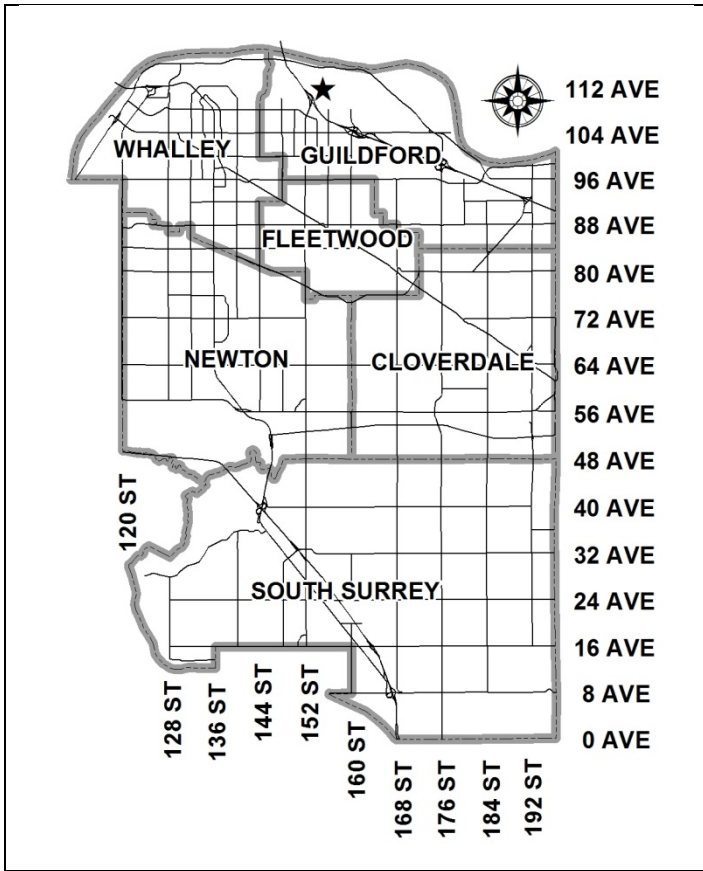 112 AVE
104 AVE
WHALLEY
GUILDFORD
96 AVE
88 AVE
FLEETWOOD
80 AVE
72 AVE
NEWTON
CLOVERDALE
64 AVE
56 AVE
48 AVE
120 ST
40 AVE
32 AVE
SOUTH SURREY
24 AVE
16 AVE
128 ST
136 ST
144 ST
152 ST
160 ST
168 ST
176 ST
184 ST
192 ST
8 AVE
0 AVE